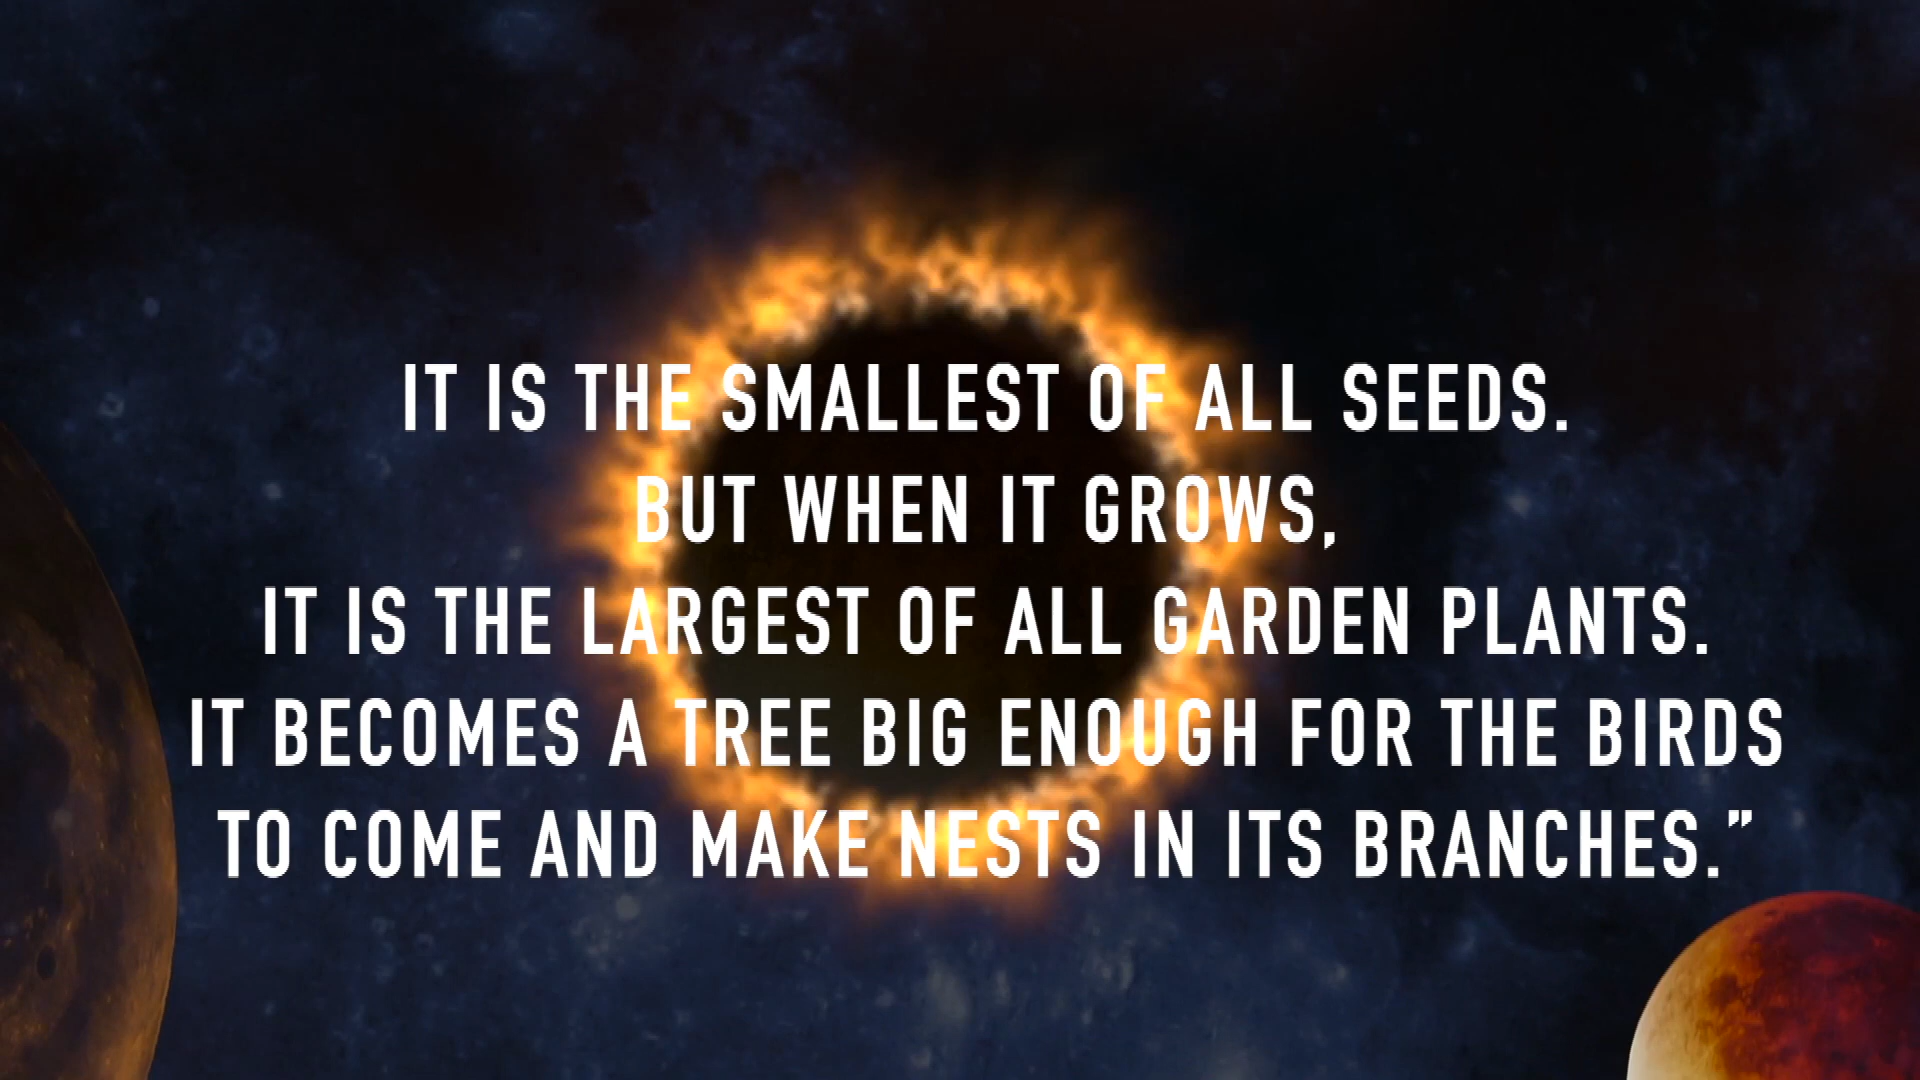 IT IS THE SMALLEST OF ALL SEEDS.
BUT WHEN IT GROWS,
IT IS THE LARGEST OF ALL GARDEN PLANTS.
IT BECOMES A TREE BIG ENOUGH FOR THE BIRDS
TO COME AND MAKE NESTS IN ITS BRANCHES.”